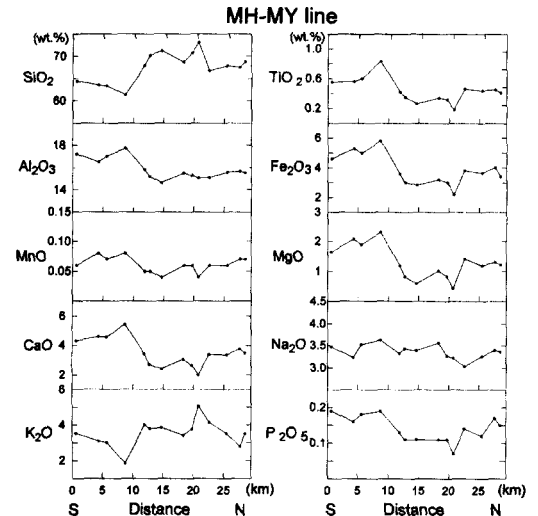 MH-MY line
(wt.%)
SiO2
70
60
Al2O3
18
16
14
0.15
MnO
0.10
0.05
CaO
6
4
2
6
K2O
4
2
0 5 10 15 20 25 (km)
S Distance N
(wt.%)
TiO2
1.0
0.6
0.2
Fe2O3
6
4
2
3
MgO
2
1
4.5
Na2O
4.0
3.5
3.0
P2O5
0.2
0.1
0 5 10 15 20 25 (km)
S Distance N